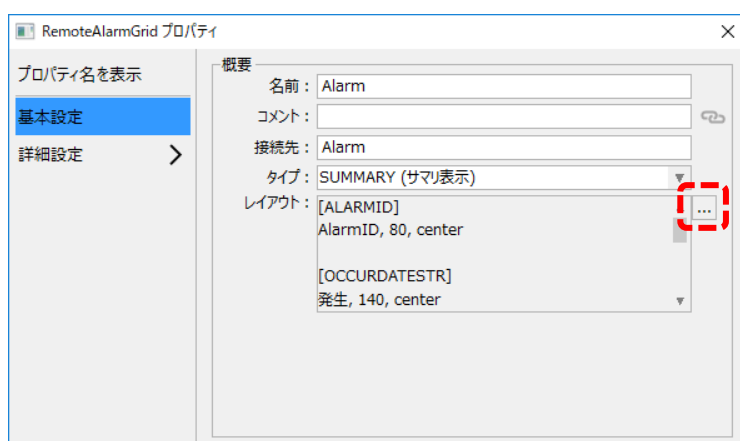 RemoteAlarmGrid プロパティ
プロパティ名を表示
基本設定
詳細設定
概要
名前： Alarm
コメント：
接続先： Alarm
タイプ： SUMMARY (サマリ表示)
レイアウト： [ALARMID]
AlarmID, 80, center
[OCCURDATESTR]
発生, 140, center
...